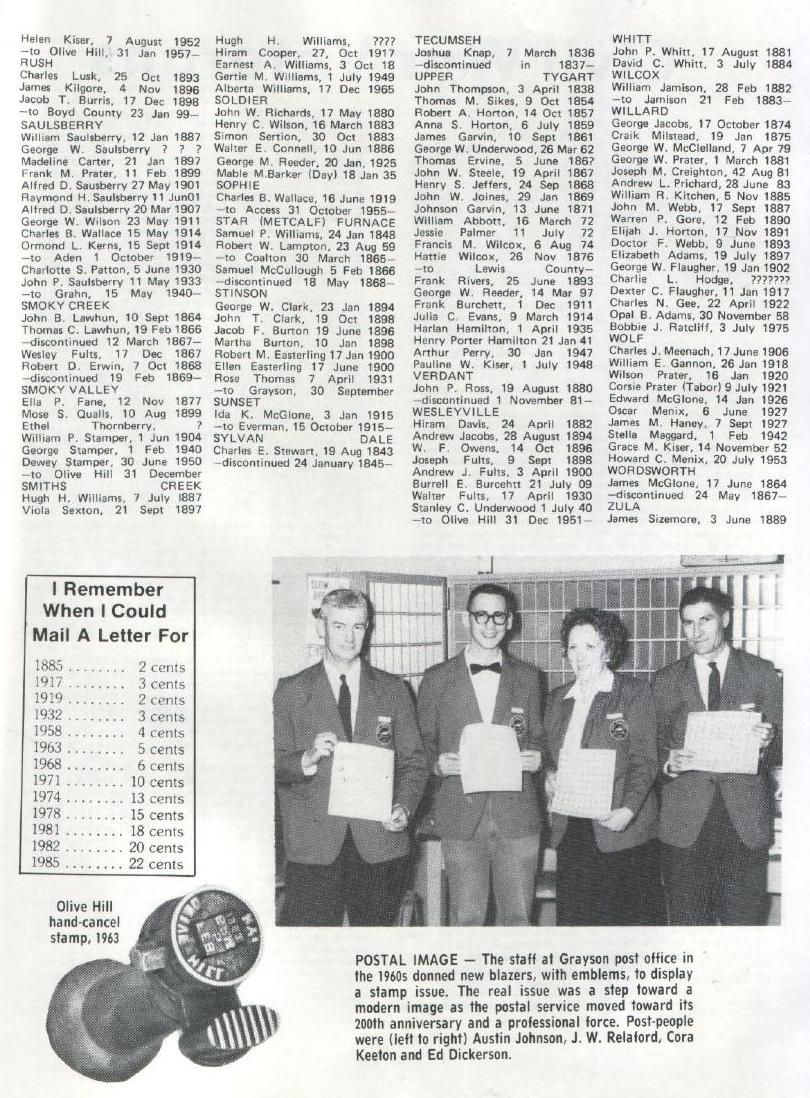 Helen Kiser, 7 August 1952
—to Olive Hill, 31 Jan 1957—
RUSH
Charles Lusk, 25 Oct 1893
James Kilgore, 4 Nov 1896
Jacob T. Burris, 17 Dec 1898
—to Boyd County 23 Jan 99—
SAULSBERRY
William Saulsberry, 12 Jan 1887
George W. Saulsberry ? ? ?
Madeline Carter, 21 Jan 1897
Frank M. Prater, 11 Feb 1899
Alfred D. Sausberry 27 May 1901
Raymond H. Saulsberry 11 Jun01
Alfred D. Saulsberry 20 Mar 1907
George W. Wilson 23 May 1911
Charles B. Wallace 15 May 1914
Ormond L. Kerns, 15 Sept 1914
—to Aden 1 October 1919—
Charlotte S. Patton, 5 June 1930
John P. Saulsberry 11 May 1933
—to Grahn, 15 May 1940—
SMOKY CREEK
John B. Lawhun, 10 Sept 1864
Thomas C. Lawhun, 19 Feb 1866
—discontinued 12 March 1867—
Wesley Fults, 17 Dec 1867
Robert D. Erwin, 7 Oct 1868
—discontinued 19 Feb 1869—
SMOKY VALLEY
Ella P. Fane, 12 Nov 1877
Mose S. Qualls, 10 Aug 1899
Ethel Thornberry, ?
William P. Stamper, 1 Jun 1904
George Stamper, 1 Feb 1940
Dewey Stamper, 30 June 1950
—to Olive Hill 31 December
SMITHS CREEK
Hugh H. Williams, 7 July 1887
Viola Sexton, 21 Sept 1897
Hugh H. Williams, ????
Hiram Cooper, 27, Oct 1917
Earnest A. Williams, 3 Oct 18
Gertie M. Williams, 1 July 1949
Alberta Williams, 17 Dec 1965
SOLDIER
John W. Richards, 17 May 1880
Henry C. Wilson, 16 March 1883
Simon Sertion, 30 Oct 1883
Walter E. Connell, 10 Jun 1886
George M. Reeder, 20 Jan, 1925
Mable M.Barker (Day) 18 Jan 35
SOPHIE
Charles B. Wallace, 16 June 1919
—to Access 31 October 1955—
STAR (METCALF) FURNACE
Samuel P. Williams, 24 Jan 1848
Robert W. Lampton, 23 Aug 59
—to Coalton 30 March 1865—
Samuel McCullough 5 Feb 1866
—discontinued 18 May 1868—
STINSON
George W. Clark, 23 Jan 1894
John T. Clark, 19 Oct 1898
Jacob F. Burton 19 June 1896
Martha Burton, 10 Jan 1898
Robert M. Easterling 17 Jan 1900
Ellen Easterling 17 June 1900
Rose Thomas 7 April 1931
—to Grayson, 30 September
SUNSET
Ida K. McGlone, 3 Jan 1915
—to Everman, 15 October 1915—
SYLVAN DALE
Charles E. Stewart, 19 Aug 1843
—discontinued 24 January 1845—
TECUMSEH
Joshua Knap, 7 March 1836
—discontinued in 1837—
UPPER TYGART
John Thompson, 3 April 1838
Thomas M. Sikes, 9 Oct 1854
Robert A. Horton, 14 Oct 1857
Anna S. Horton, 6 July 1859
James Garvin, 10 Sept 1861
George W. Underwood, 26 Mar 62
Thomas Ervine, 5 June 186?
John W. Steele, 19 April 1867
Henry S. Jeffers, 24 Sep 1868
John W. Joines, 29 Jan 1869
Johnson Garvin, 13 June 1871
William Abbott, 16 March 72
Jessie Palmer, 11 July 72
Francis M. Wilcox, 6 Aug 74
Hattie Wilcox, 26 Nov 1876
—to Lewis County—
Frank Rivers, 25 June 1893
George W. Reeder, 14 Mar 97
Frank Burchett, 1 Dec 1911
Julia C. Evans, 9 March 1914
Harlan Hamilton, 1 April 1935
Henry Porter Hamilton 21 Jan 41
Arthur Perry, 30 Jan 1947
Pauline W. Kiser, 1 July 1948
VERDANT
John P. Ross, 19 August 1880
—discontinued 1 November 81—
WESLEYVILLE
Hiram Davis, 24 April 1882
Andrew Jacobs, 28 August 1894
W. F. Owens, 14 Oct 1896
Joseph Fults, 9 Sept 1898
Andrew J. Fults, 3 April 1900
Burrell E. Burcehtt 21 July 09
Walter Fults, 17 April 1930
Stanley C. Underwood 1 July 40
—to Olive Hill 31 Dec 1951—
WHITT
John P. Whitt, 17 August 1881
David C. Whitt, 3 July 1884
WILCOX
William Jamison, 28 Feb 1882
—to Jamison 21 Feb 1883—
WILLARD
George Jacobs, 17 October 1874
Craik Milstead, 19 Jan 1875
George W. McClelland, 7 Apr 79
George W. Prater, 1 March 1881
Joseph M. Creighton, 42 Aug 81
Andrew L. Prichard, 28 June 83
William R. Kitchen, 5 Nov 1885
John M. Webb, 17 Sept 1887
Warren P. Gore, 12 Feb 1890
Elijah J. Horton, 17 Nov 1891
Doctor F. Webb, 9 June 1893
Elizabeth Adams, 19 July 1897
George W. Flaugher, 19 Jan 1902
Charlie L. Hodge, ???????
Dexter C. Flaugher, 11 Jan 1917
Charles N. Gee, 22 April 1922
Opal B. Adams, 30 November 58
Bobbie J. Ratcliff, 3 July 1975
WOLF
Charles J. Meenach, 17 June 1906
William E. Gannon, 26 Jan 1918
Wilson Prater, 16 Jan 1920
Corsie Prater (Tabor) 9 July 1921
Edward McGlone, 14 Jan 1926
Oscar Menix, 6 June 1927
James M. Haney, 7 Sept 1927
Stella Maggard, 1 Feb 1942
Grace M. Kiser, 14 November 52
Howard C. Menix, 20 July 1953
WORDSWORTH
James McGlone, 17 June 1864
—discontinued 24 May 1867—
ZULA
James Sizemore, 3 June 1889
I Remember
When I Could
Mail A Letter For
1885 ........ 2 cents
1917 ........ 3 cents
1919 ........ 2 cents
1932 ........ 3 cents
1958 ........ 4 cents
1963 ........ 5 cents
1968 ........ 6 cents
1971 ........ 10 cents
1974 ........ 13 cents
1978 ........ 15 cents
1981 ........ 18 cents
1982 ........ 20 cents
1985 ........ 22 cents
Olive Hill
hand-cancel
stamp, 1963
POSTAL IMAGE — The staff at Grayson post office in
the 1960s donned new blazers, with emblems, to display
a stamp issue. The real issue was a step toward a
modern image as the postal service moved toward its
200th anniversary and a professional force. Post-people
were (left to right) Austin Johnson, J. W. Relaford, Cora
Keeton and Ed Dickerson.